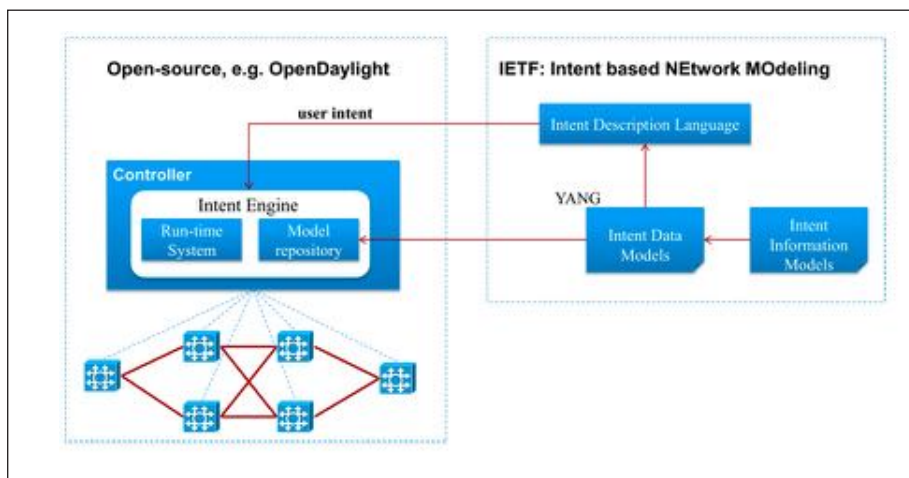 Open-source, e.g. OpenDaylight
IETF: Intent based NEtwork MOdeling
user intent
Intent Description Language
Controller
Intent Engine
Run-time
System
Model
repository
YANG
Intent Data
Models
Intent
Information
Models